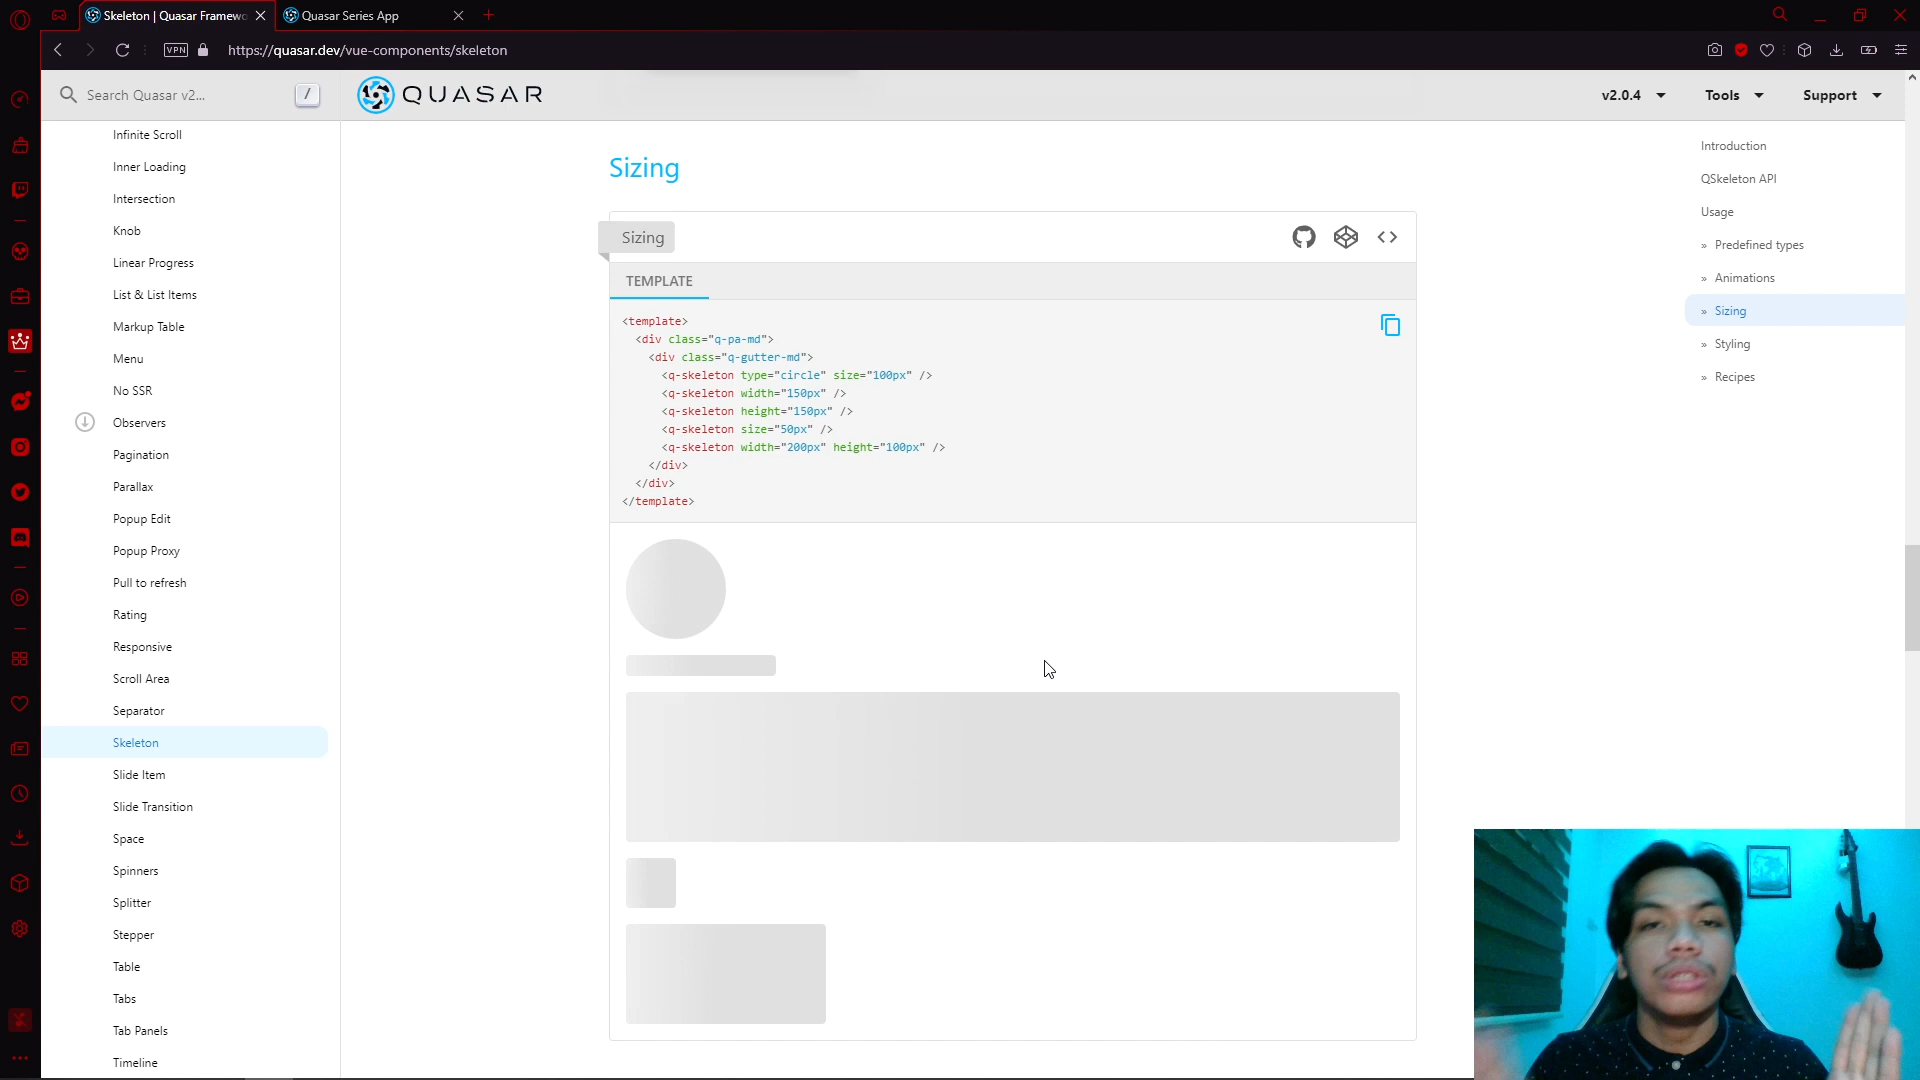 Skeleton | Quasar Framewo
Quasar Series App
VPN
https://quasar.dev/vue-components/skeleton
Search Quasar v2...
/
QUASAR
v2.0.4
Tools
Support
Infinite Scroll
Inner Loading
Intersection
Knob
Linear Progress
List & List Items
Markup Table
Menu
No SSR
Observers
Pagination
Parallax
Popup Edit
Popup Proxy
Pull to refresh
Rating
Responsive
Scroll Area
Separator
Skeleton
Slide Item
Slide Transition
Space
Spinners
Splitter
Stepper
Table
Tabs
Tab Panels
Timeline
Sizing
Sizing
TEMPLATE
<template>
<div class="q-pa-md">
<div class="q-gutter-md">
<q-skeleton type="circle" size="100px" />
<q-skeleton width="150px" />
<q-skeleton height="150px" />
<q-skeleton size="50px" />
<q-skeleton width="200px" height="100px" />
</div>
</div>
</template>
Introduction
QSkeleton API
Usage
» Predefined types
» Animations
» Sizing
» Styling
» Recipes